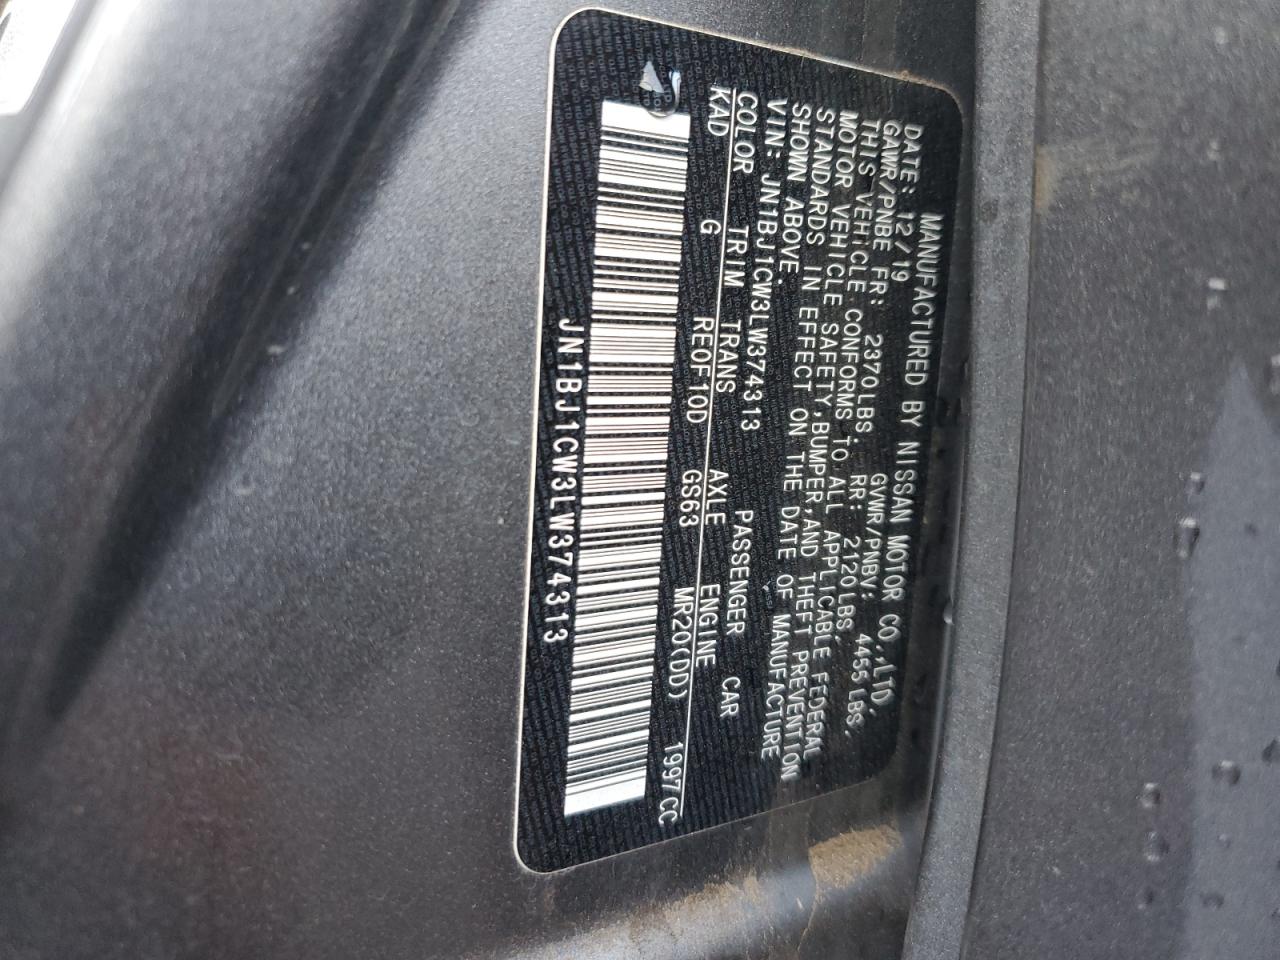 MANUFACTURED BY NISSAN MOTOR CO.,LTD.
DATE: 12/19 GVWR/PNBV: 4455 LBS.
GAWR/PNBE FR: 2370LBS. RR: 2120LBS.
THIS VEHICLE CONFORMS TO ALL APPLICABLE FEDERAL
MOTOR VEHICLE SAFETY,BUMPER,AND THEFT PREVENTION
STANDARDS IN EFFECT ON THE DATE OF MANUFACTURE
SHOWN ABOVE.
VIN: JN1BJ1CW3LW374313 PASSENGER CAR
COLOR TRIM TRANS AXLE ENGINE
KAD G RE0F10D GS63 MR20(DD) 1997CC
JN1BJ1CW3LW374313